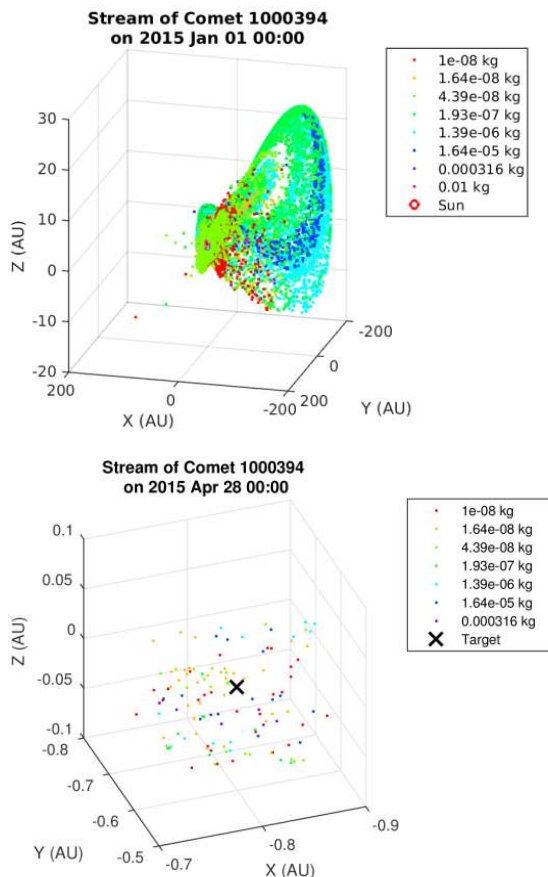 Stream of Comet 1000394
on 2015 Jan 01 00:00
1e-08 kg
1.64e-08 kg
4.39e-08 kg
1.93e-07 kg
1.39e-06 kg
1.64e-05 kg
0.000316 kg
0.01 kg
Sun
30
20
10
0
-10
-20
Z (AU)
200
0
-200
X (AU)
200
0
-200
Y (AU)
Stream of Comet 1000394
on 2015 Apr 28 00:00
1e-08 kg
1.64e-08 kg
4.39e-08 kg
1.93e-07 kg
1.39e-06 kg
1.64e-05 kg
0.000316 kg
Target
0.1
0.05
0
-0.05
-0.1
Z (AU)
-0.8
-0.7
-0.6
-0.5
Y (AU)
-0.7
-0.8
-0.9
X (AU)